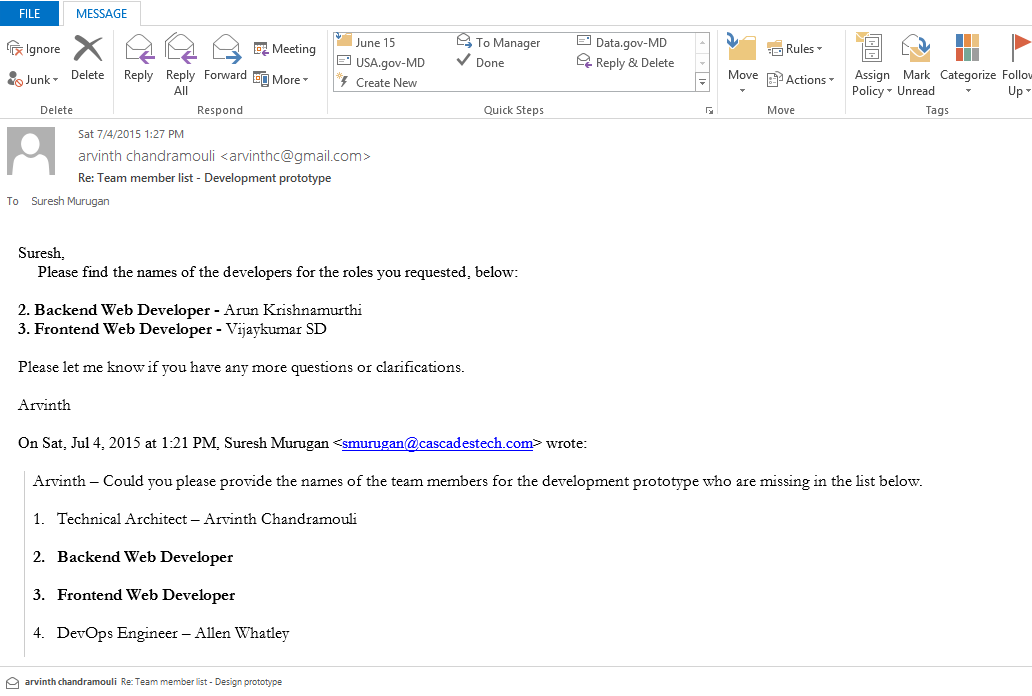 FILE MESSAGE
Ignore
Junk
Delete
Delete
Reply
Reply All
Forward
Meeting
More
Respond
June 15
USA.gov-MD
Create New
To Manager
Done
Data.gov-MD
Reply & Delete
Quick Steps
Move
Rules
Actions
Move
Assign Policy
Mark Unread
Categorize
Follow
Up
Tags
Sat 7/4/2015 1:27 PM
arvinth chandramouli <arvinthc@gmail.com>
Re: Team member list - Development prototype
To Suresh Murugan
Suresh,
Please find the names of the developers for the roles you requested, below:
2. Backend Web Developer - Arun Krishnamurthi
3. Frontend Web Developer - Vijaykumar SD
Please let me know if you have any more questions or clarifications.
Arvinth
On Sat, Jul 4, 2015 at 1:21 PM, Suresh Murugan <smurugan@cascadestech.com> wrote:
Arvinth – Could you please provide the names of the team members for the development prototype who are missing in the list below.
1. Technical Architect – Arvinth Chandramouli
2. Backend Web Developer
3. Frontend Web Developer
4. DevOps Engineer – Allen Whatley
arvinth chandramouli Re: Team member list - Design prototype